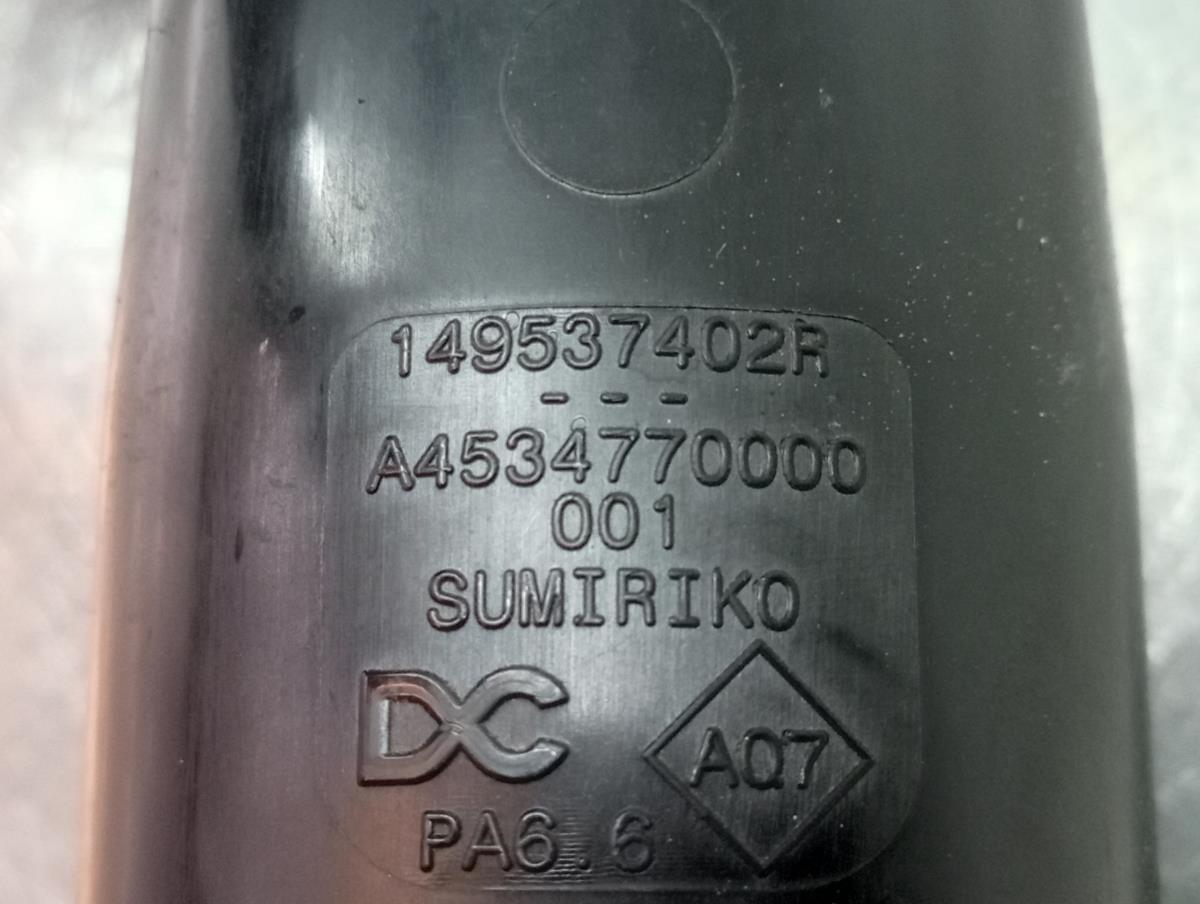 149537402R
- - -
A4534770000
001
SUMIRIKO
DC
AQ7
PA6.6